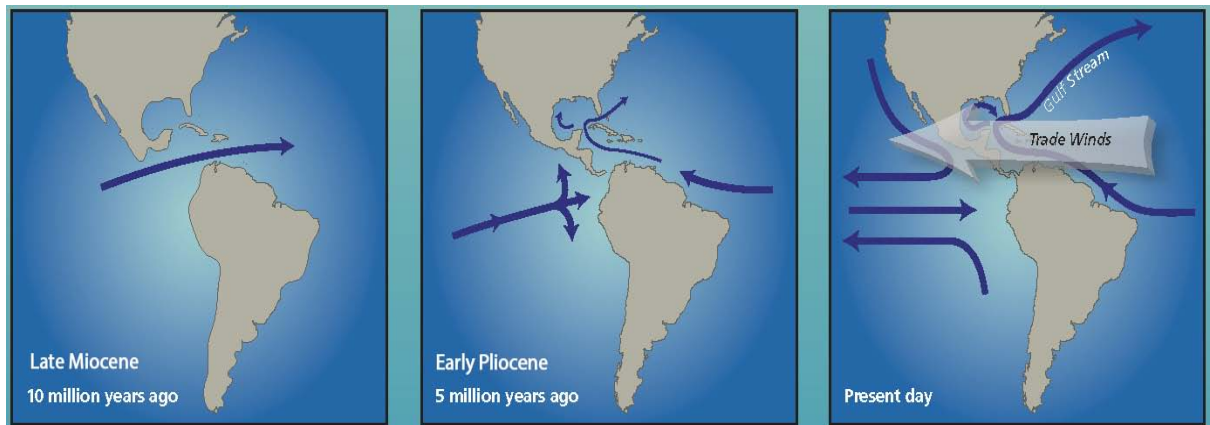 Late Miocene
10 million years ago
Early Pliocene
5 million years ago
Gulf Stream
Trade Winds
Present day